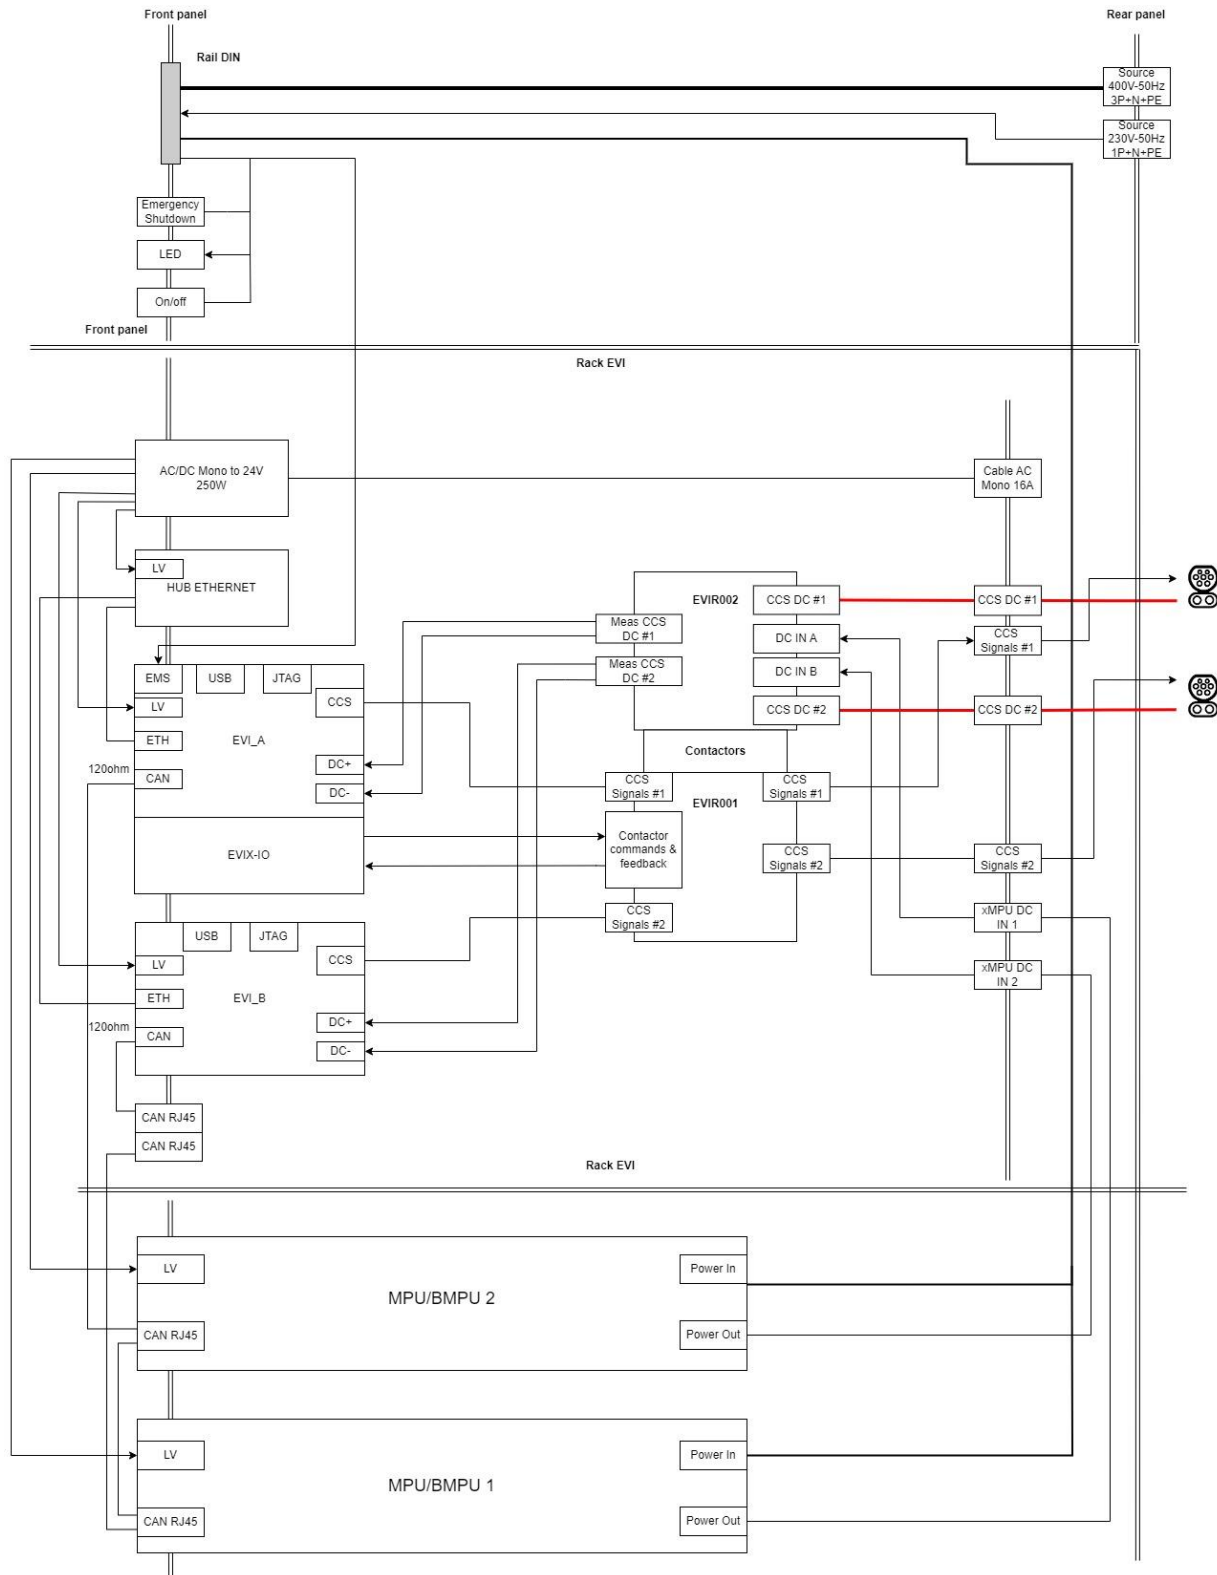 Front panel
Rear panel
Rail DIN
Source
400V-50Hz
3P+N+PE
Source
230V-50Hz
1P+N+PE
Emergency
Shutdown
LED
On/off
Front panel
Rack EVI
AC/DC Mono to 24V
250W
Cable AC
Mono 16A
LV
HUB ETHERNET
EVIR002
CCS DC #1
CCS DC #1
Meas CCS
DC #1
DC IN A
CCS
Signals #1
Meas CCS
DC #2
DC IN B
EMS
USB
JTAG
CCS
LV
CCS DC #2
CCS DC #2
ETH
EVI_A
Contactors
120ohm
CAN
DC+
DC-
CCS
Signals #1
EVIR001
CCS
Signals #1
EVIX-IO
Contactor
commands &
feedback
CCS
Signals #2
CCS
Signals #2
CCS
Signals #2
xMPU DC
IN 1
USB
JTAG
CCS
LV
xMPU DC
IN 2
ETH
EVI_B
120ohm
CAN
DC+
DC-
CAN RJ45
CAN RJ45
Rack EVI
LV
Power In
MPU/BMPU 2
CAN RJ45
Power Out
LV
Power In
MPU/BMPU 1
CAN RJ45
Power Out